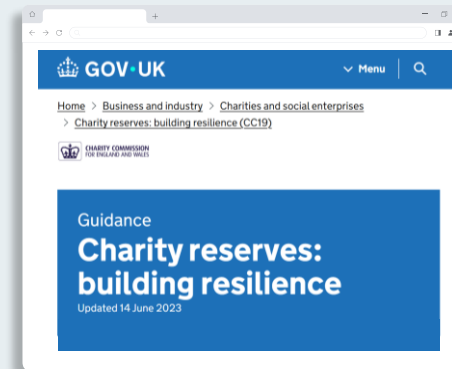 GOV·UK
Menu
Home > Business and industry > Charities and social enterprises
> Charity reserves: building resilience (CC19)
CHARITY COMMISSION
FOR ENGLAND AND WALES
Guidance
Charity reserves:
building resilience
Updated 14 June 2023